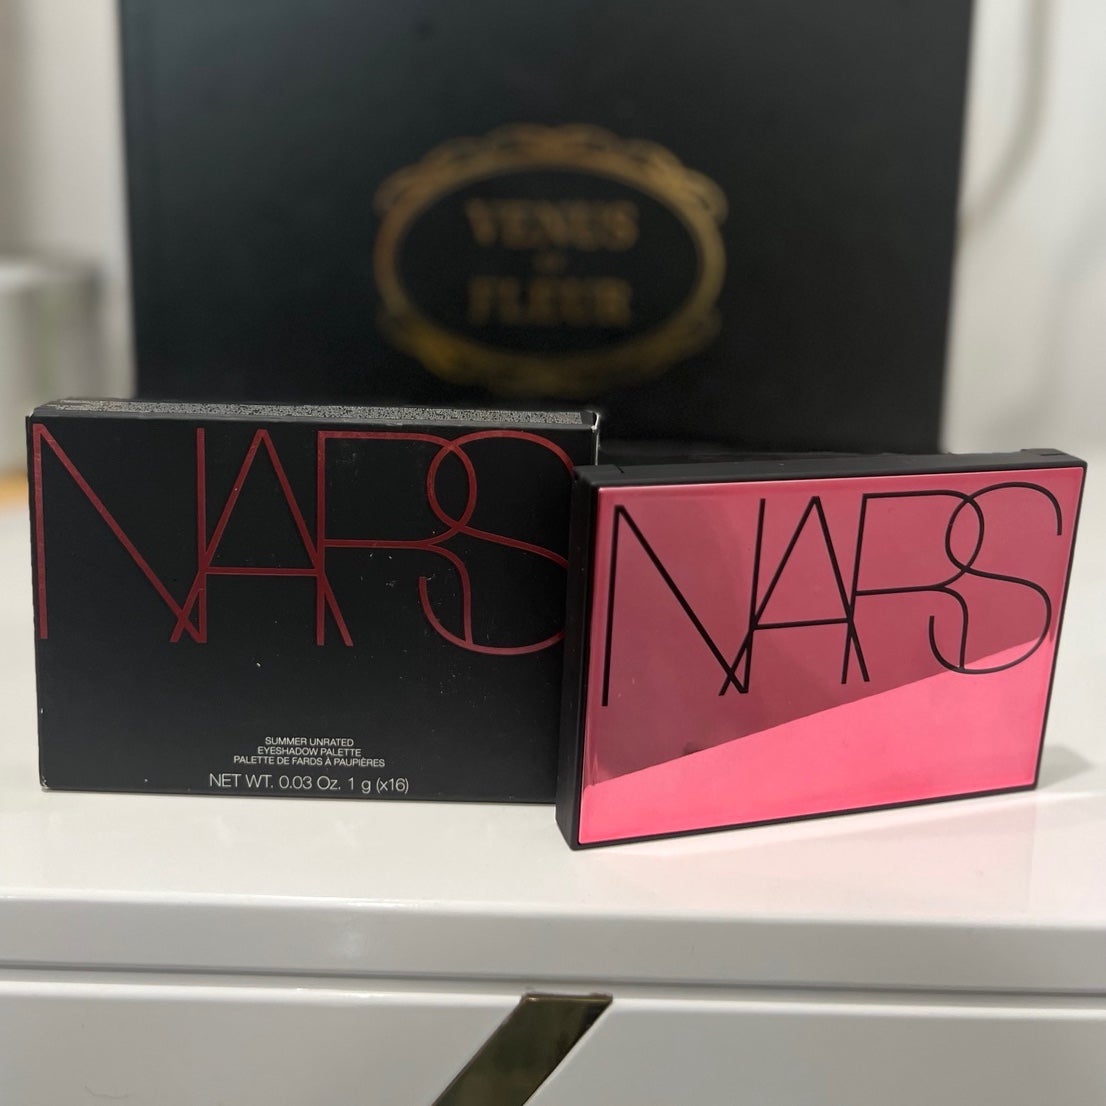 VENUS
ET
FLEUR
NARS
SUMMER UNRATED
EYESHADOW PALETTE
PALETTE DE FARDS À PAUPIÈRES
NET WT. 0.03 Oz. 1 g (x16)
NARS